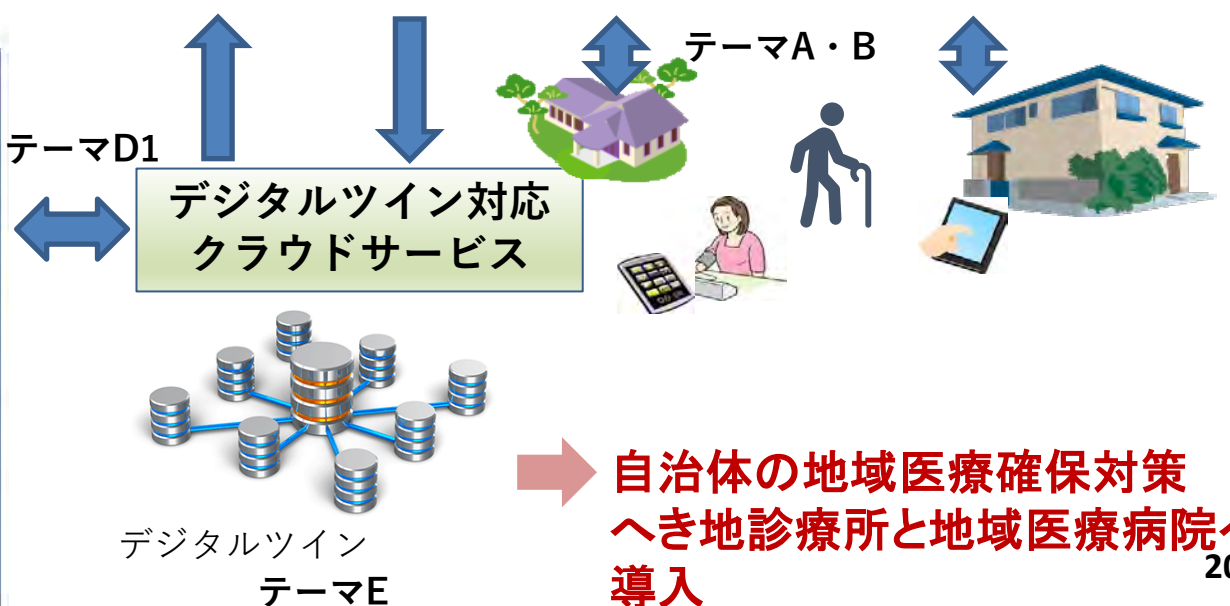 テーマA・B
テーマD1
デジタルツイン対応
クラウドサービス
デジタルツイン
テーマE
自治体の地域医療確保対策
へき地診療所と地域医療病院へ
導入
20